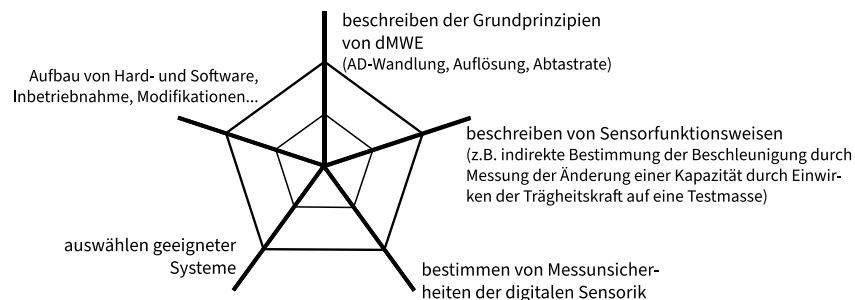 beschreiben der Grundprinzipien
von dMWE
(AD-Wandlung, Auflösung, Abtastrate)
Aufbau von Hard- und Software,
Inbetriebnahme, Modifikationen...
beschreiben von Sensorfunktionsweisen
(z.B. indirekte Bestimmung der Beschleunigung durch
Messung der Änderung einer Kapazität durch Einwir-
ken der Trägheitskraft auf eine Testmasse)
auswählen geeigneter
Systeme
bestimmen von Messunsicher-
heiten der digitalen Sensorik